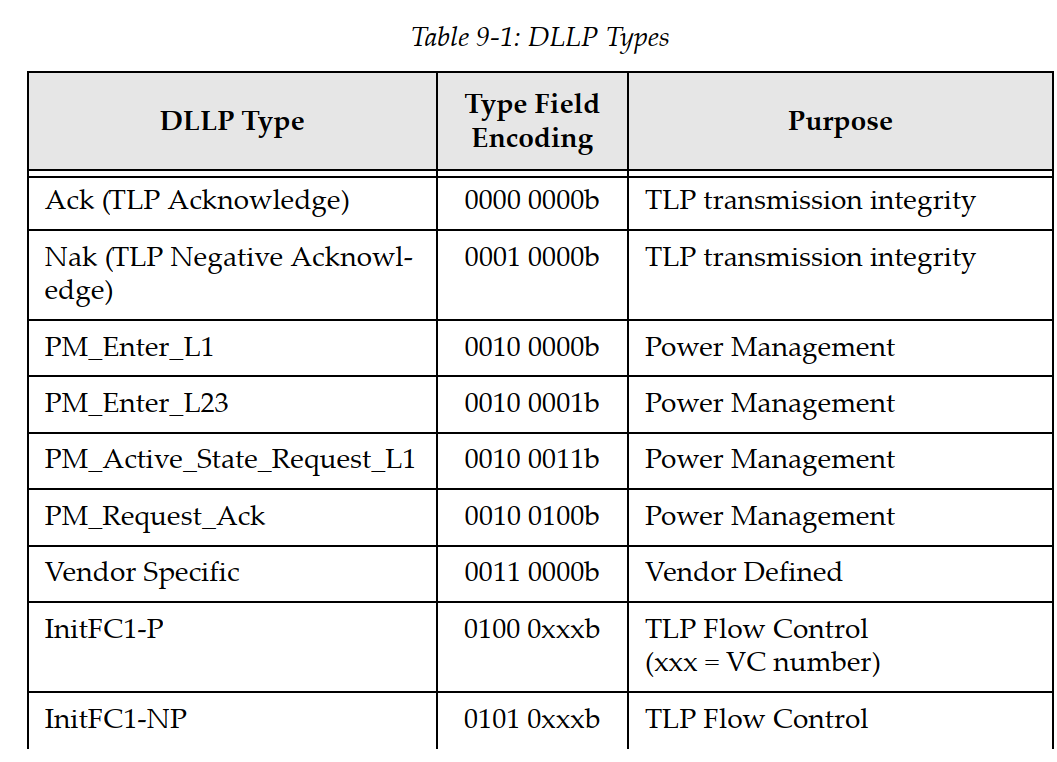 Table 9-1: DLLP Types
DLLP Type
Type Field
Encoding
Purpose
Ack (TLP Acknowledge)
0000 0000b
TLP transmission integrity
Nak (TLP Negative Acknowl-
edge)
0001 0000b
TLP transmission integrity
PM_Enter_L1
0010 0000b
Power Management
PM_Enter_L23
0010 0001b
Power Management
PM_Active_State_Request_L1
0010 0011b
Power Management
PM_Request_Ack
0010 0100b
Power Management
Vendor Specific
0011 0000b
Vendor Defined
InitFC1-P
0100 0xxxb
TLP Flow Control
(xxx = VC number)
InitFC1-NP
0101 0xxxb
TLP Flow Control